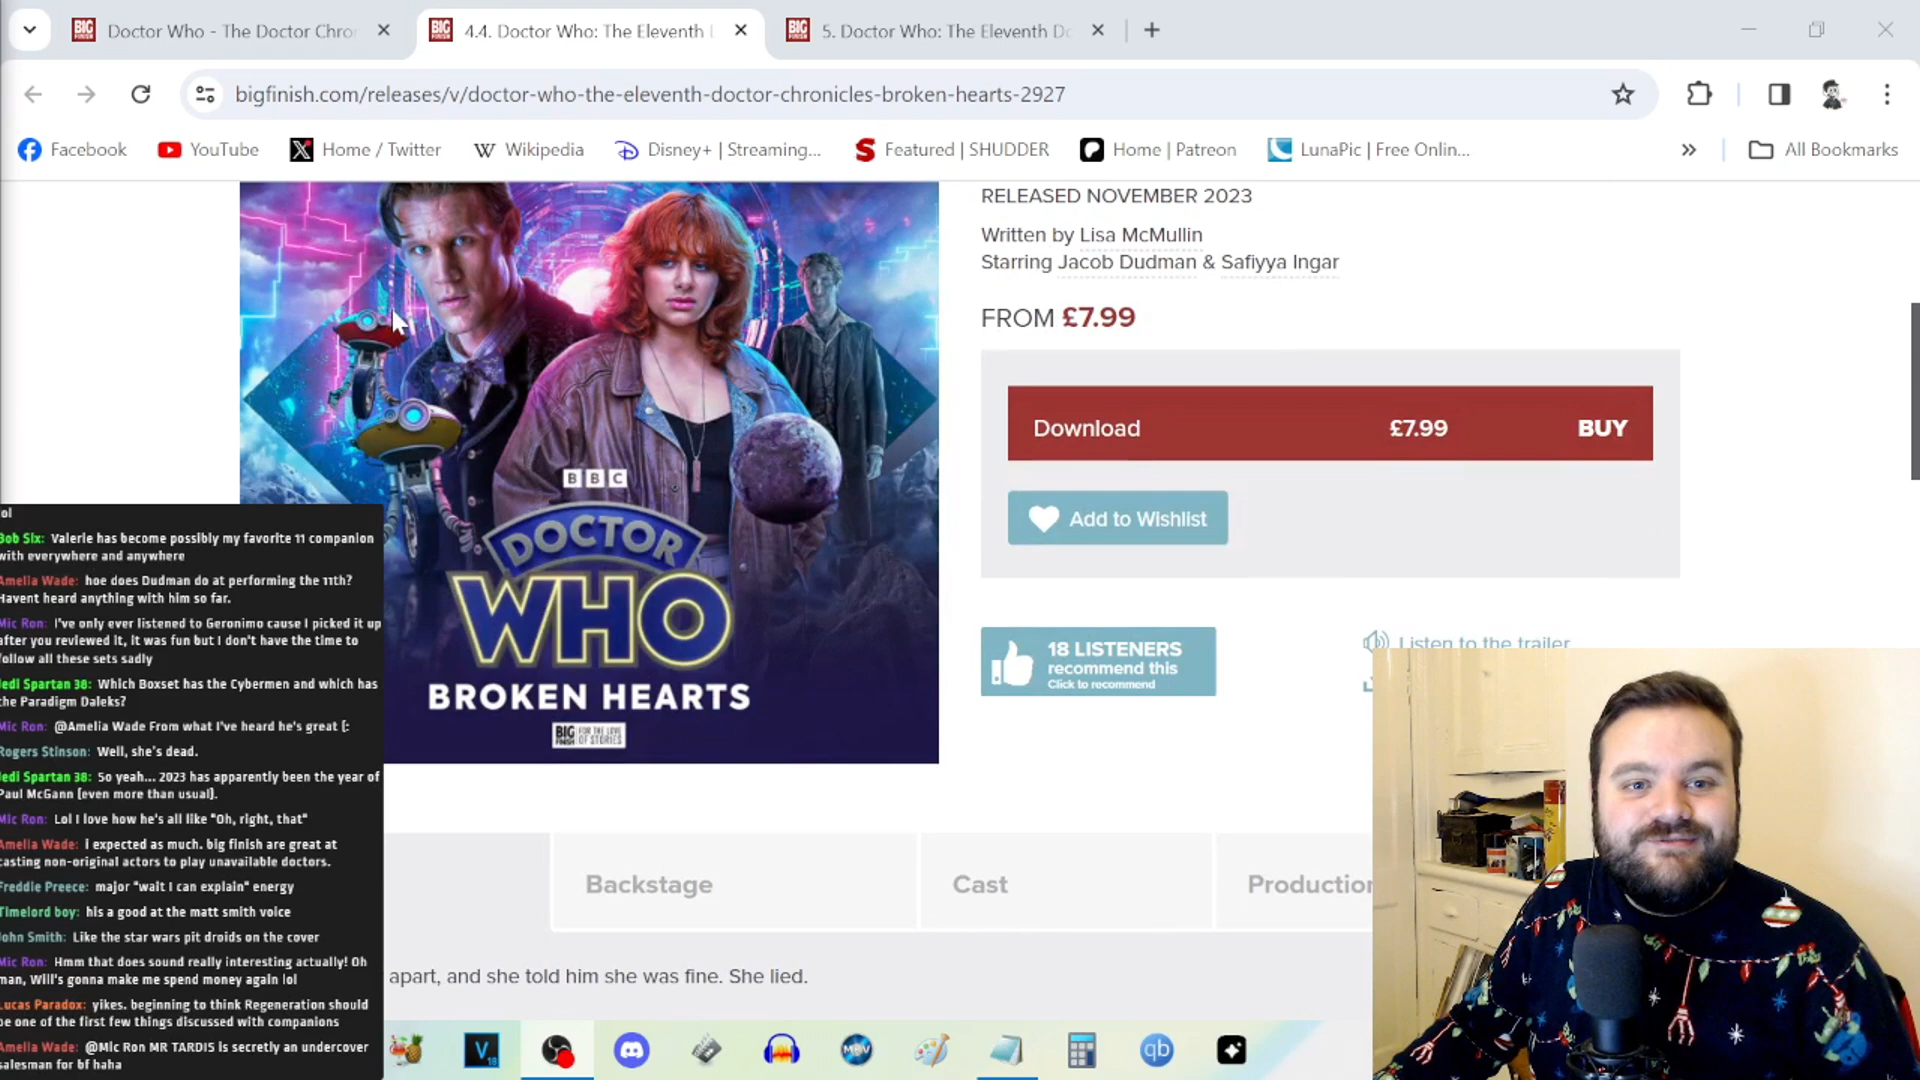 Doctor Who - The Doctor Chror
4.4. Doctor Who: The Eleventh
5. Doctor Who: The Eleventh Do
bigfinish.com/releases/v/doctor-who-the-eleventh-doctor-chronicles-broken-hearts-2927
Facebook
YouTube
Home / Twitter
Wikipedia
Disney+ | Streaming...
Featured | SHUDDER
Home | Patreon
LunaPic | Free Onlin...
All Bookmarks
RELEASED NOVEMBER 2023
Written by Lisa McMullin
Starring Jacob Dudman & Safiyya Ingar
FROM £7.99
Download £7.99 BUY
Add to Wishlist
18 LISTENERS
recommend this
Click to recommend
Listen to the trailer
BBC
DOCTOR
WHO
BROKEN HEARTS
BIG FINISH FOR THE LOVE OF STORIES
Backstage
Cast
Production
apart, and she told him she was fine. She lied.
lol
Bob Six: Valerie has become possibly my favorite 11 companion
with everywhere and anywhere
Amelia Wade: hoe does Dudman do at performing the 11th?
Havent heard anything with him so far.
Mic Ron: I've only ever listened to Geronimo cause I picked it up
after you reviewed it, it was fun but I don't have the time to
follow all these sets sadly
Jedi Spartan 38: Which Boxset has the Cybermen and which has
the Paradigm Daleks?
Mic Ron: @Amelia Wade From what I've heard he's great (:
Rogers Stinson: Well, she's dead.
Jedi Spartan 38: So yeah... 2023 has apparently been the year of
Paul McGann (even more than usual).
Mic Ron: Lol I love how he's all like "Oh, right, that"
Amelia Wade: i expected as much. big finish are great at
casting non-original actors to play unavailable doctors.
Freddie Preece: major "wait I can explain" energy
Timelord boy: his a good at the matt smith voice
John Smith: Like the star wars pit droids on the cover
Mic Ron: Hmm that does sound really interesting actually! Oh
man, Will's gonna make me spend money again lol
Lucas Paradox: yikes. beginning to think Regeneration should
be one of the first few things discussed with companions
Amelia Wade: @Mic Ron MR TARDIS is secretly an undercover
salesman for bf haha